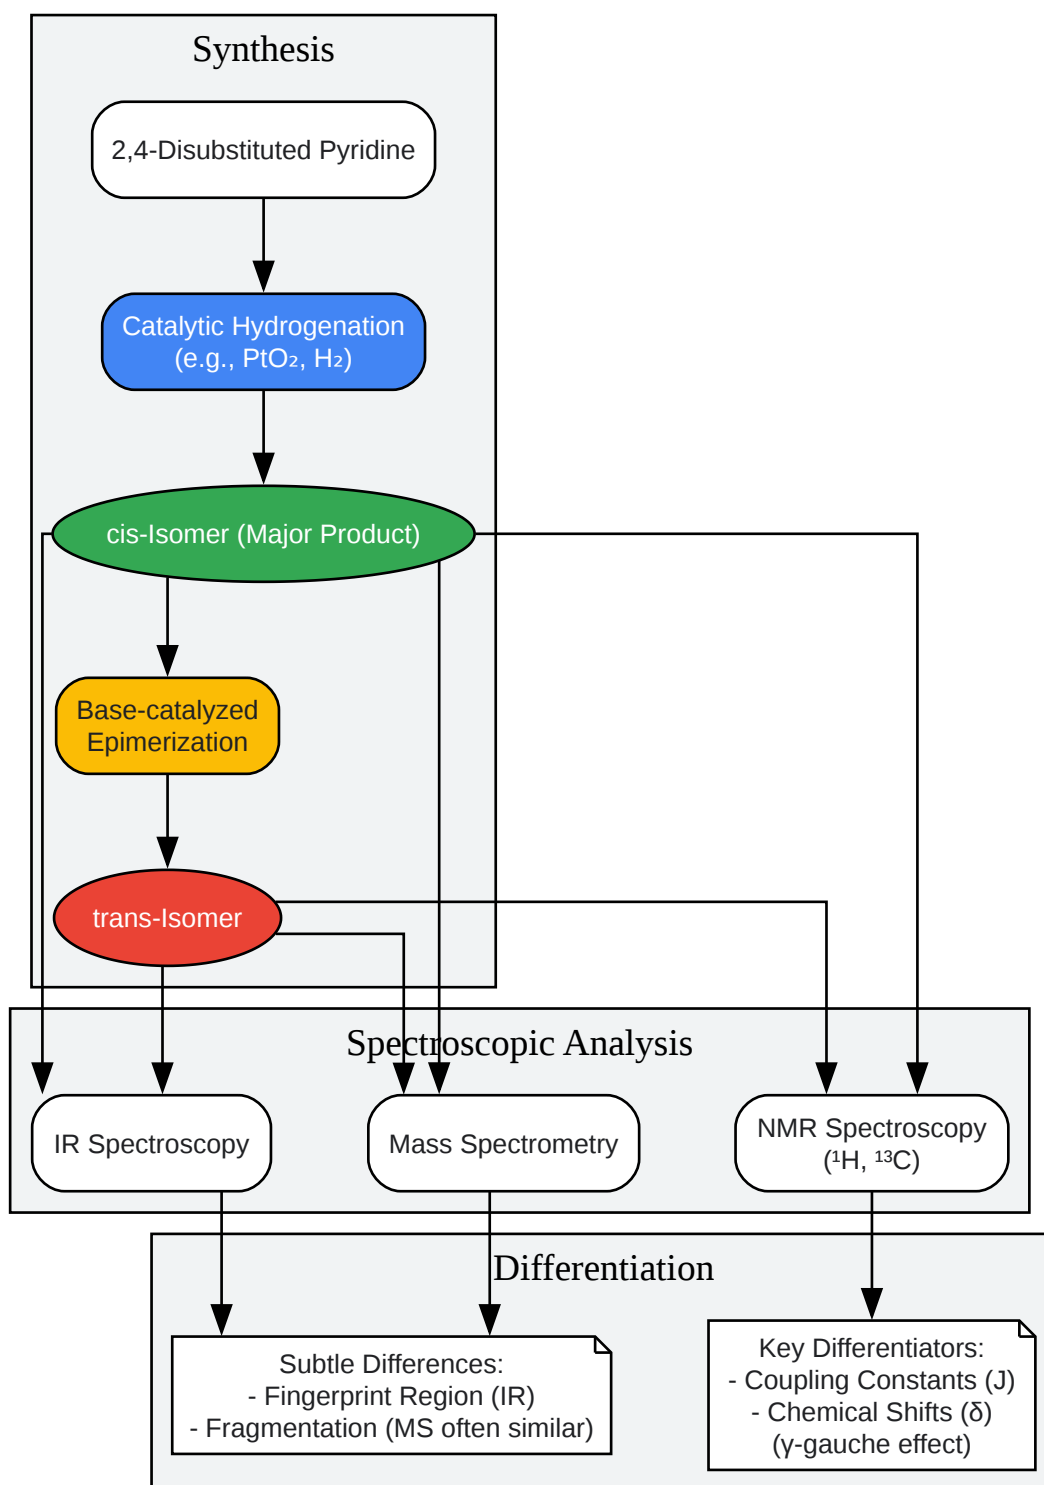 Synthesis
2,4-Disubstituted Pyridine
Catalytic Hydrogenation
(e.g., PtO₂, H₂)
cis-Isomer (Major Product)
Base-catalyzed
Epimerization
trans-Isomer
Spectroscopic Analysis
IR Spectroscopy
Mass Spectrometry
NMR Spectroscopy
(¹H, ¹³C)
Differentiation
Subtle Differences:
- Fingerprint Region (IR)
- Fragmentation (MS often similar)
Key Differentiators:
- Coupling Constants (J)
- Chemical Shifts (δ)
(γ-gauche effect)